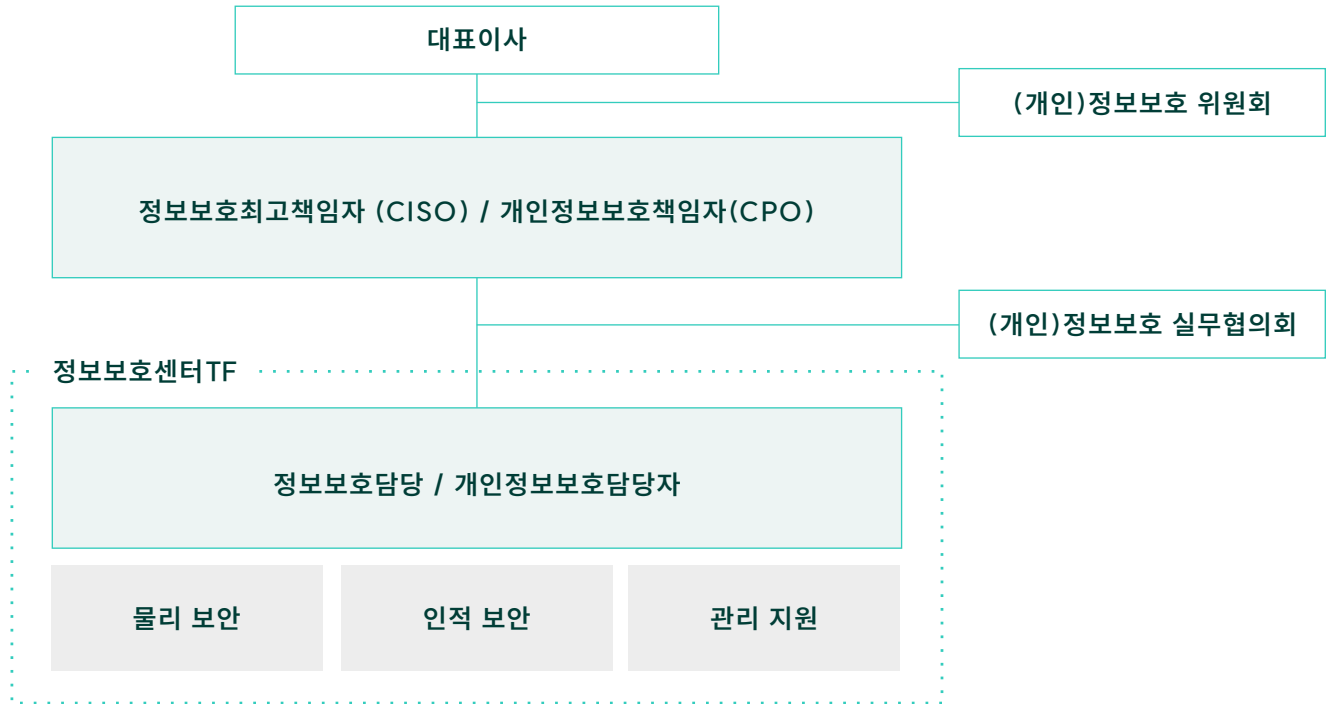 대표이사
(개인)정보보호 위원회
정보보호최고책임자 (CISO) / 개인정보보호책임자(CPO)
(개인)정보보호 실무협의회
정보보호센터TF
정보보호담당 / 개인정보보호담당자
물리 보안
인적 보안
관리 지원